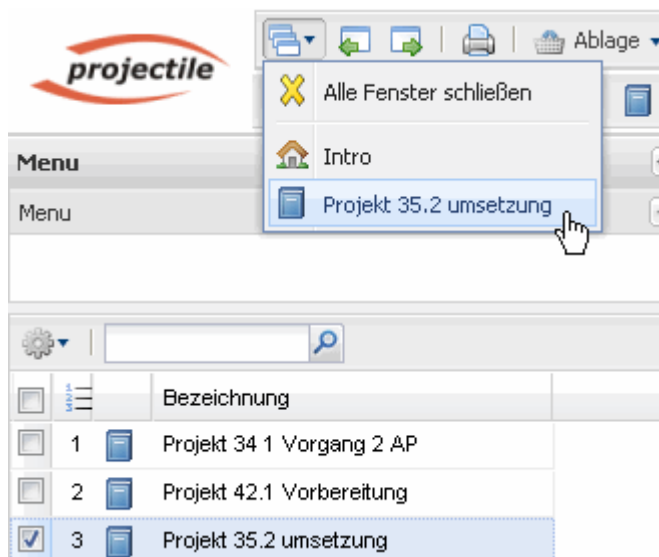 projectile
Ablage
Alle Fenster schließen
Intro
Projekt 35.2 umsetzung
Menu
Menu
Bezeichnung
1 Projekt 34 1 Vorgang 2 AP
2 Projekt 42.1 Vorbereitung
3 Projekt 35.2 umsetzung